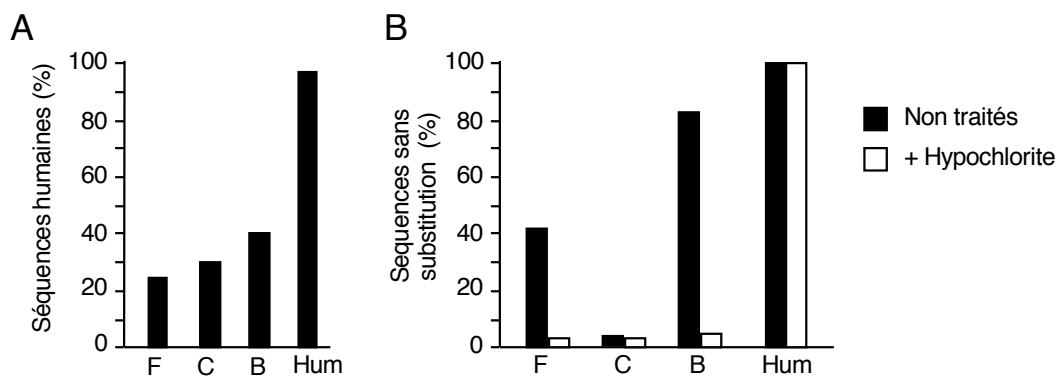 A
Séquences humaines (%)
100
80
60
40
20
0
F C B Hum
B
Sequences sans
substitution (%)
100
80
60
40
20
0
F C B Hum
Non traités
+ Hypochlorite